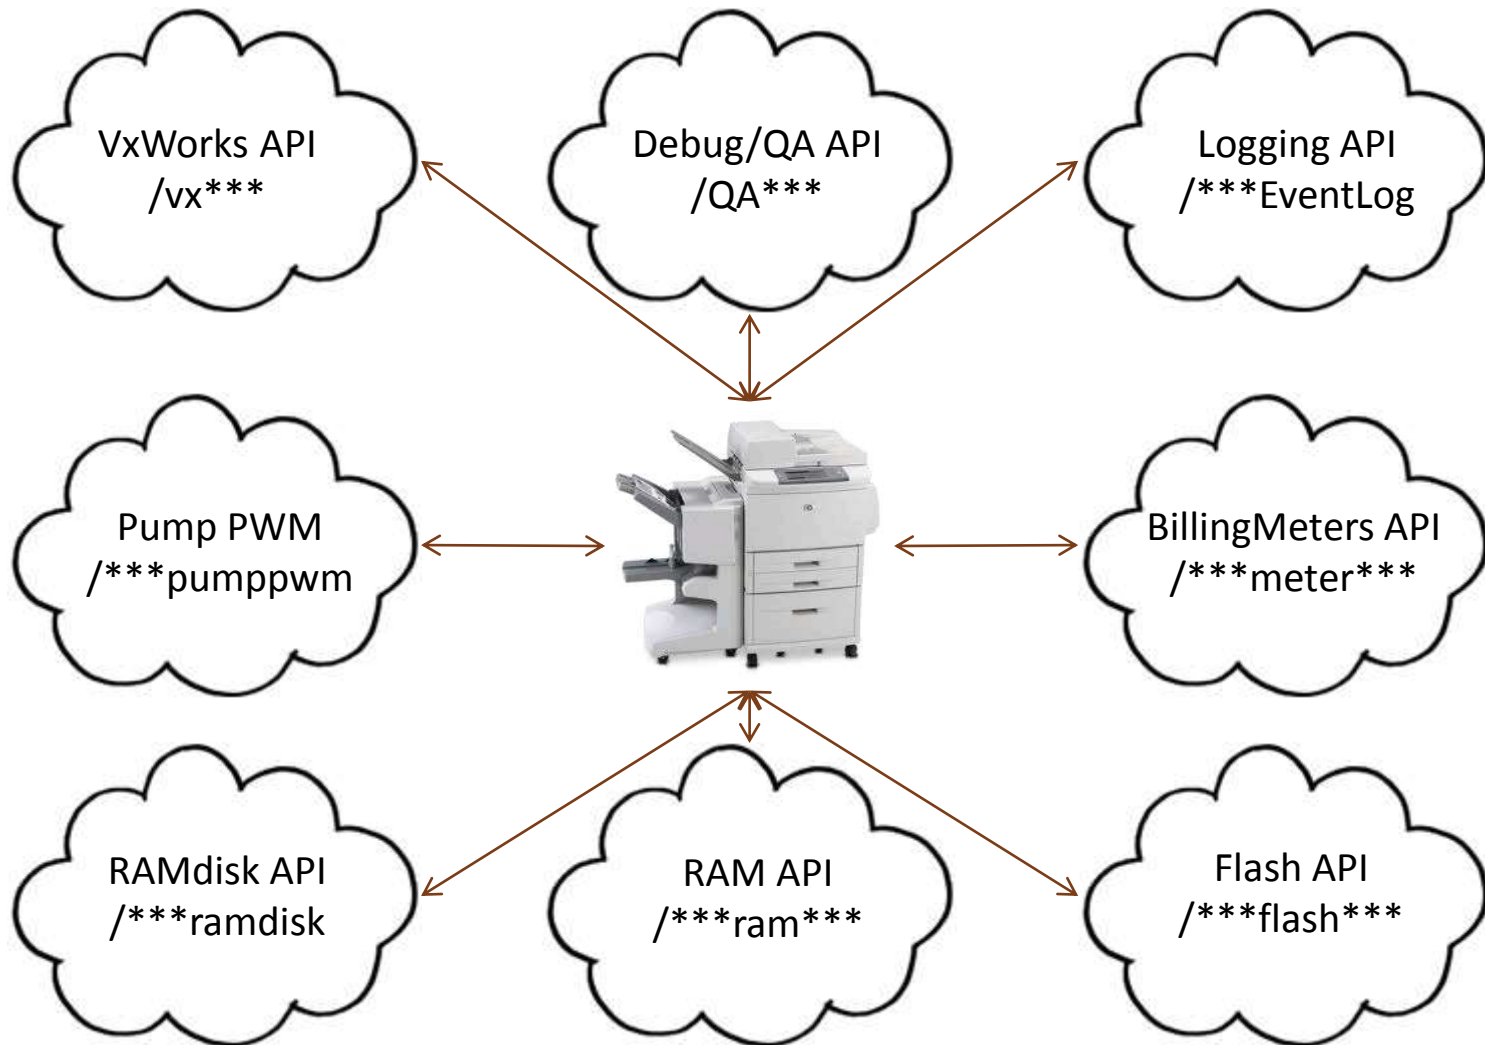 VxWorks API
/vx***
Debug/QA API
/QA***
Logging API
/***EventLog
Pump PWM
/***pumppwm
BillingMeters API
/***meter***
RAMdisk API
/***ramdisk
RAM API
/***ram***
Flash API
/***flash***